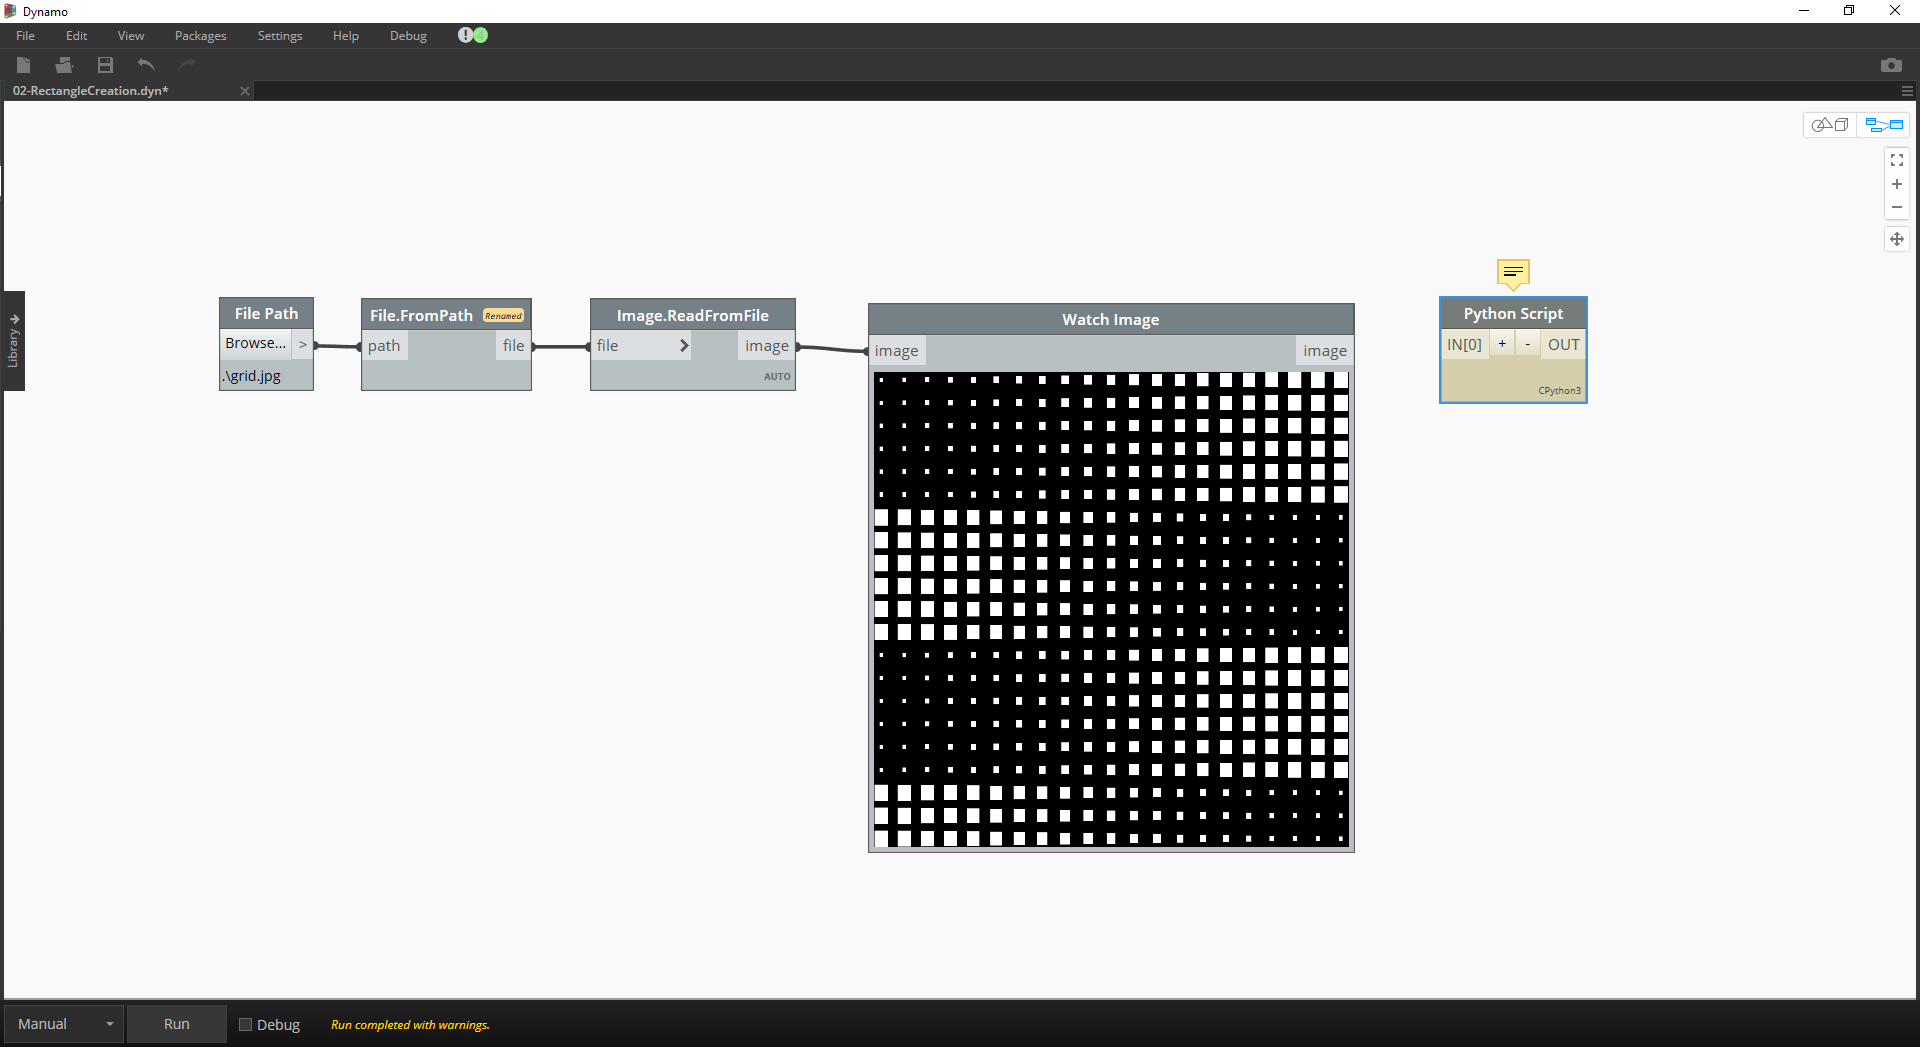 Dynamo
File Edit View Packages Settings Help Debug !
02-RectangleCreation.dyn*
Library
File Path
Browse... >
.\grid.jpg
File.FromPath Renamed
path file
Image.ReadFromFile
file image
AUTO
Watch Image
image image
Python Script
IN[0] + - OUT
CPython3
Manual Run Debug Run completed with warnings.